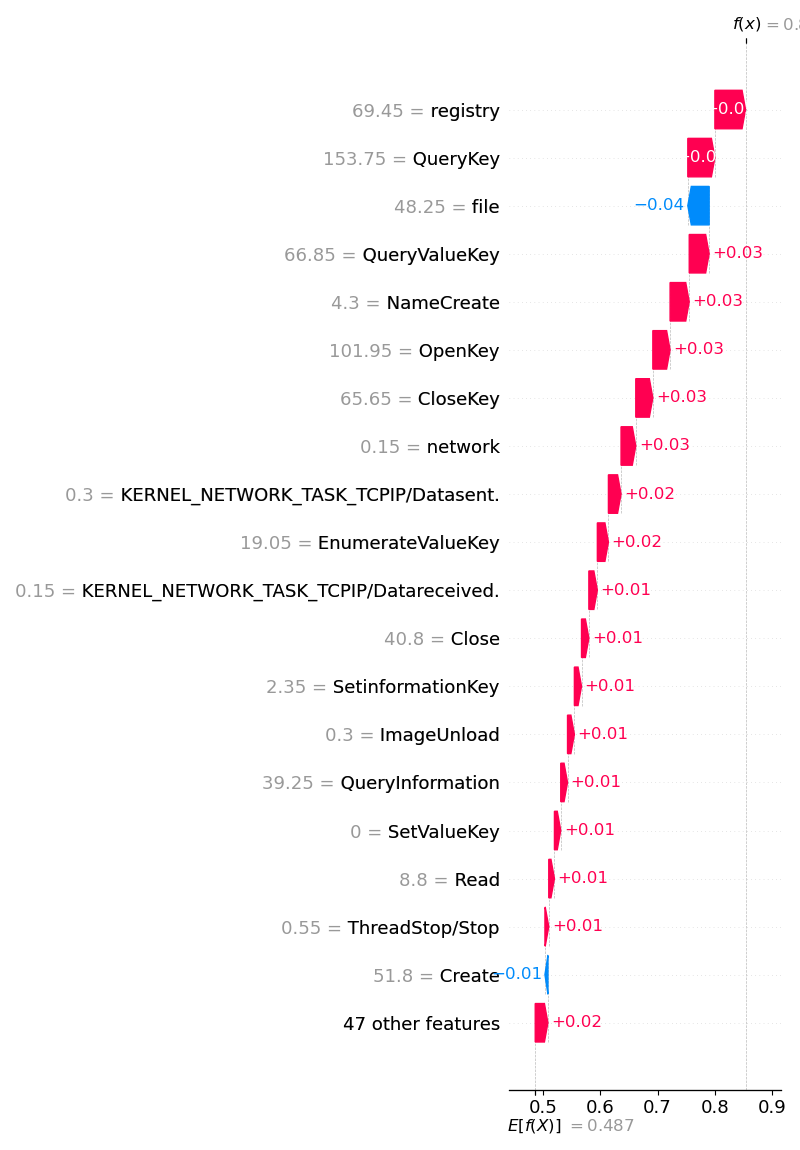 f(x) = 0.8
69.45 = registry
153.75 = QueryKey
48.25 = file −0.04
66.85 = QueryValueKey +0.03
4.3 = NameCreate +0.03
101.95 = OpenKey +0.03
65.65 = CloseKey +0.03
0.15 = network +0.03
0.3 = KERNEL_NETWORK_TASK_TCPIP/Datasent. +0.02
19.05 = EnumerateValueKey +0.02
0.15 = KERNEL_NETWORK_TASK_TCPIP/Datareceived. +0.01
40.8 = Close +0.01
2.35 = SetinformationKey +0.01
0.3 = ImageUnload +0.01
39.25 = QueryInformation +0.01
0 = SetValueKey +0.01
8.8 = Read +0.01
0.55 = ThreadStop/Stop +0.01
51.8 = Create −0.01
47 other features +0.02
0.5 0.6 0.7 0.8 0.9
E[f(X)] = 0.487